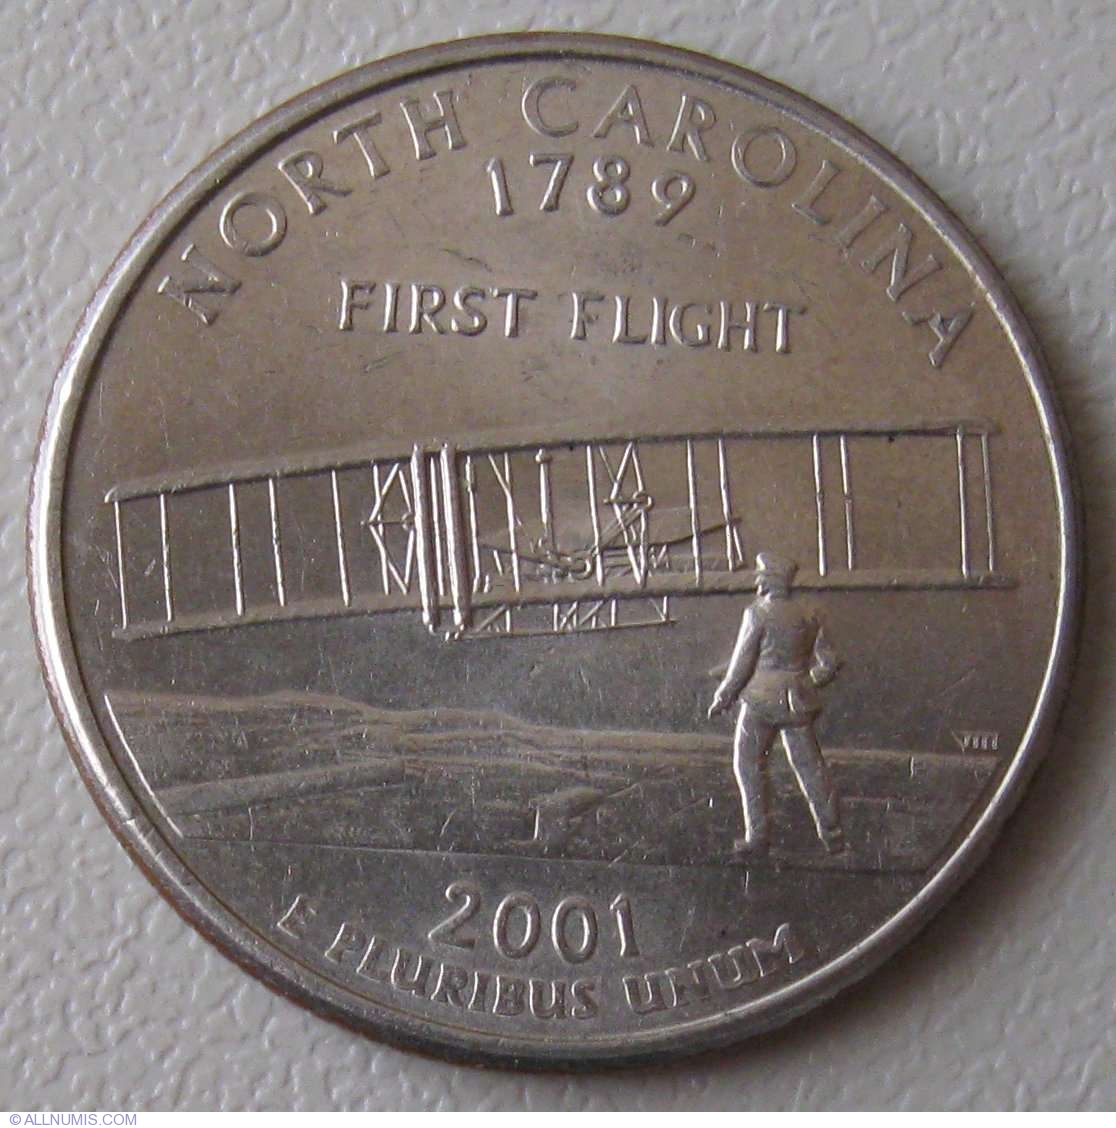 NORTH CAROLINA
1789
FIRST FLIGHT
2001
E PLURIBUS UNUM
© ALLNUMIS.COM